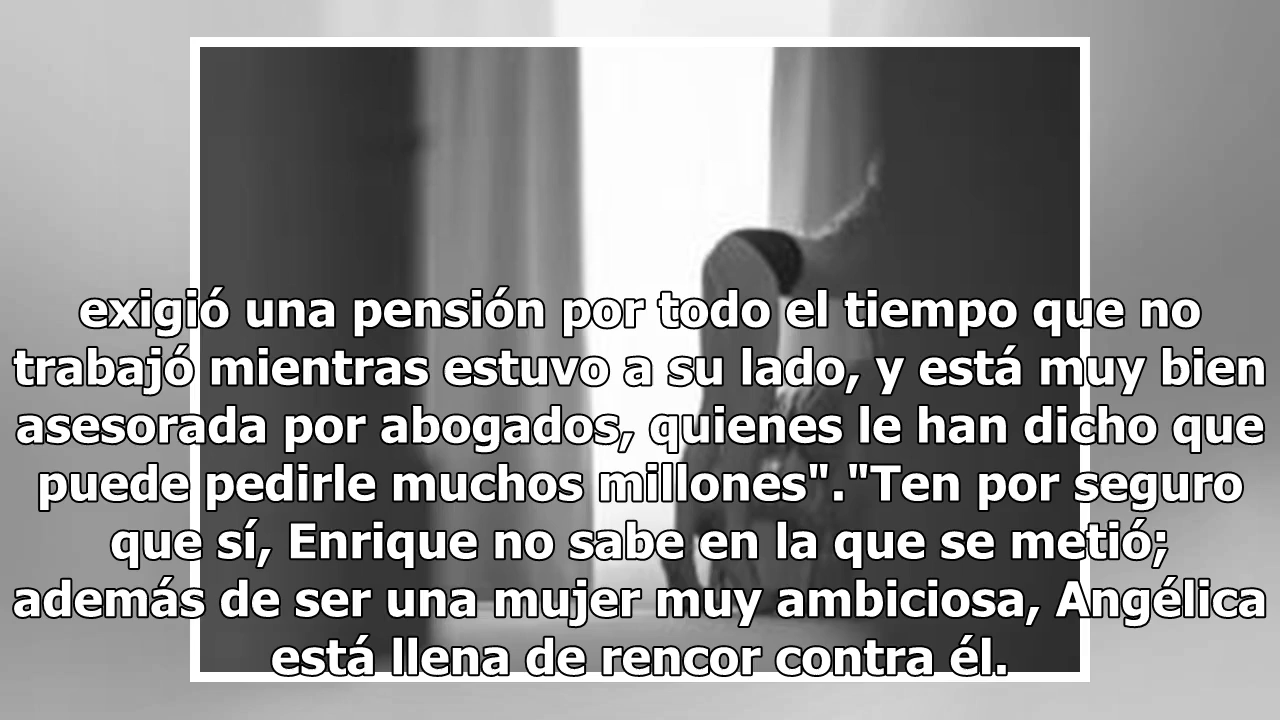 exigió una pensión por todo el tiempo que no
trabajó mientras estuvo a su lado, y está muy bien
asesorada por abogados, quienes le han dicho que
puede pedirle muchos millones"."Ten por seguro
que sí, Enrique no sabe en la que se metió;
además de ser una mujer muy ambiciosa, Angélica
está llena de rencor contra él.